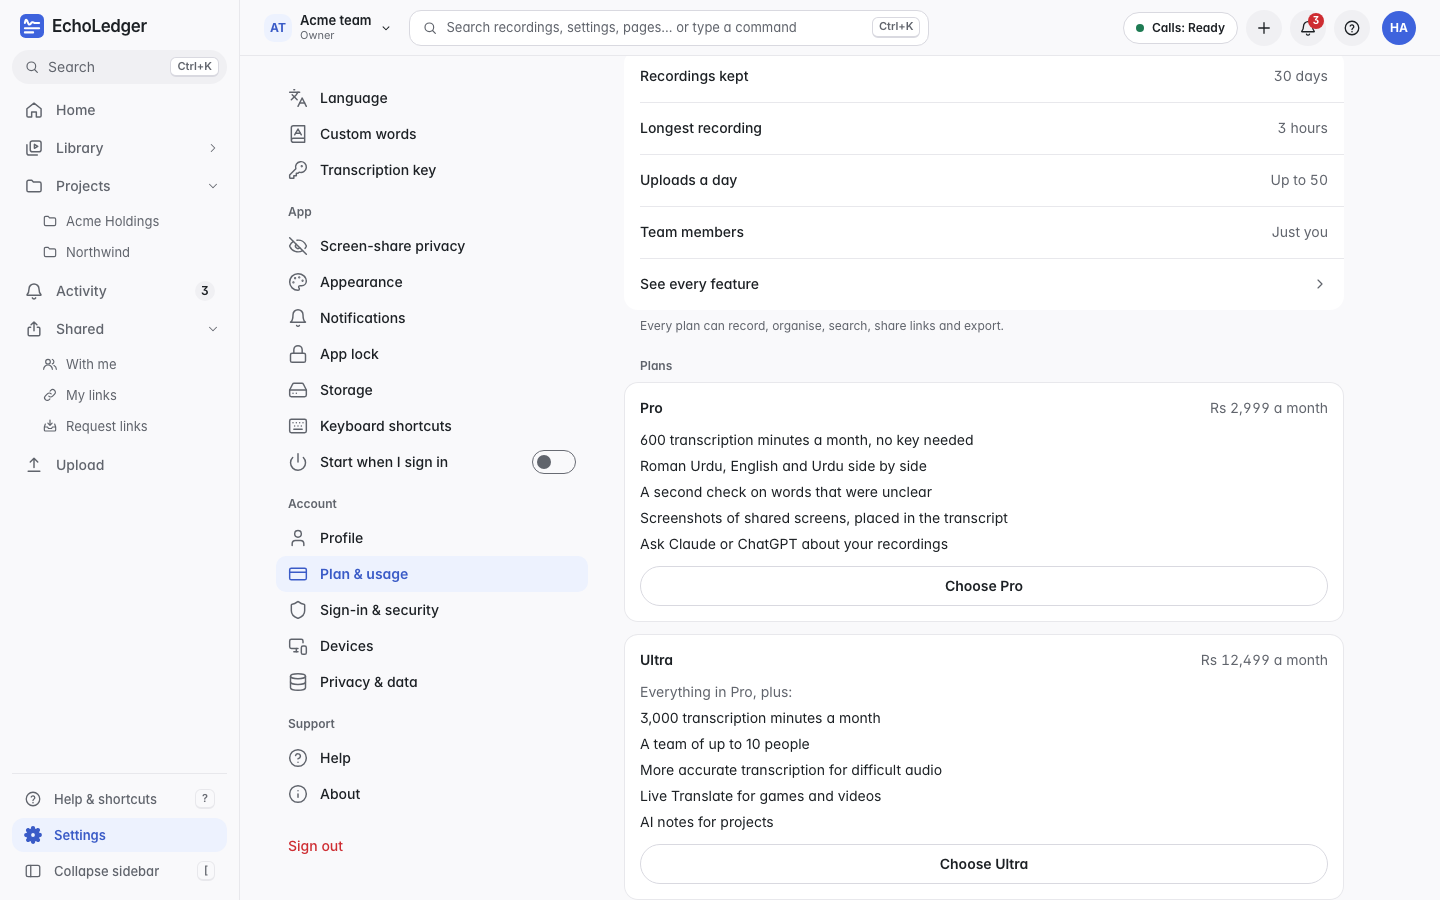 EchoLedger
Search Ctrl+K
Home
Library
Projects
Acme Holdings
Northwind
Activity 3
Shared
With me
My links
Request links
Upload
Help & shortcuts ?
Settings
Collapse sidebar [
AT Acme team
Owner
Search recordings, settings, pages... or type a command Ctrl+K
Calls: Ready
3
HA
Language
Custom words
Transcription key
App
Screen-share privacy
Appearance
Notifications
App lock
Storage
Keyboard shortcuts
Start when I sign in
Account
Profile
Plan & usage
Sign-in & security
Devices
Privacy & data
Support
Help
About
Sign out
Recordings kept 30 days
Longest recording 3 hours
Uploads a day Up to 50
Team members Just you
See every feature
Every plan can record, organise, search, share links and export.
Plans
Pro Rs 2,999 a month
600 transcription minutes a month, no key needed
Roman Urdu, English and Urdu side by side
A second check on words that were unclear
Screenshots of shared screens, placed in the transcript
Ask Claude or ChatGPT about your recordings
Choose Pro
Ultra Rs 12,499 a month
Everything in Pro, plus:
3,000 transcription minutes a month
A team of up to 10 people
More accurate transcription for difficult audio
Live Translate for games and videos
AI notes for projects
Choose Ultra